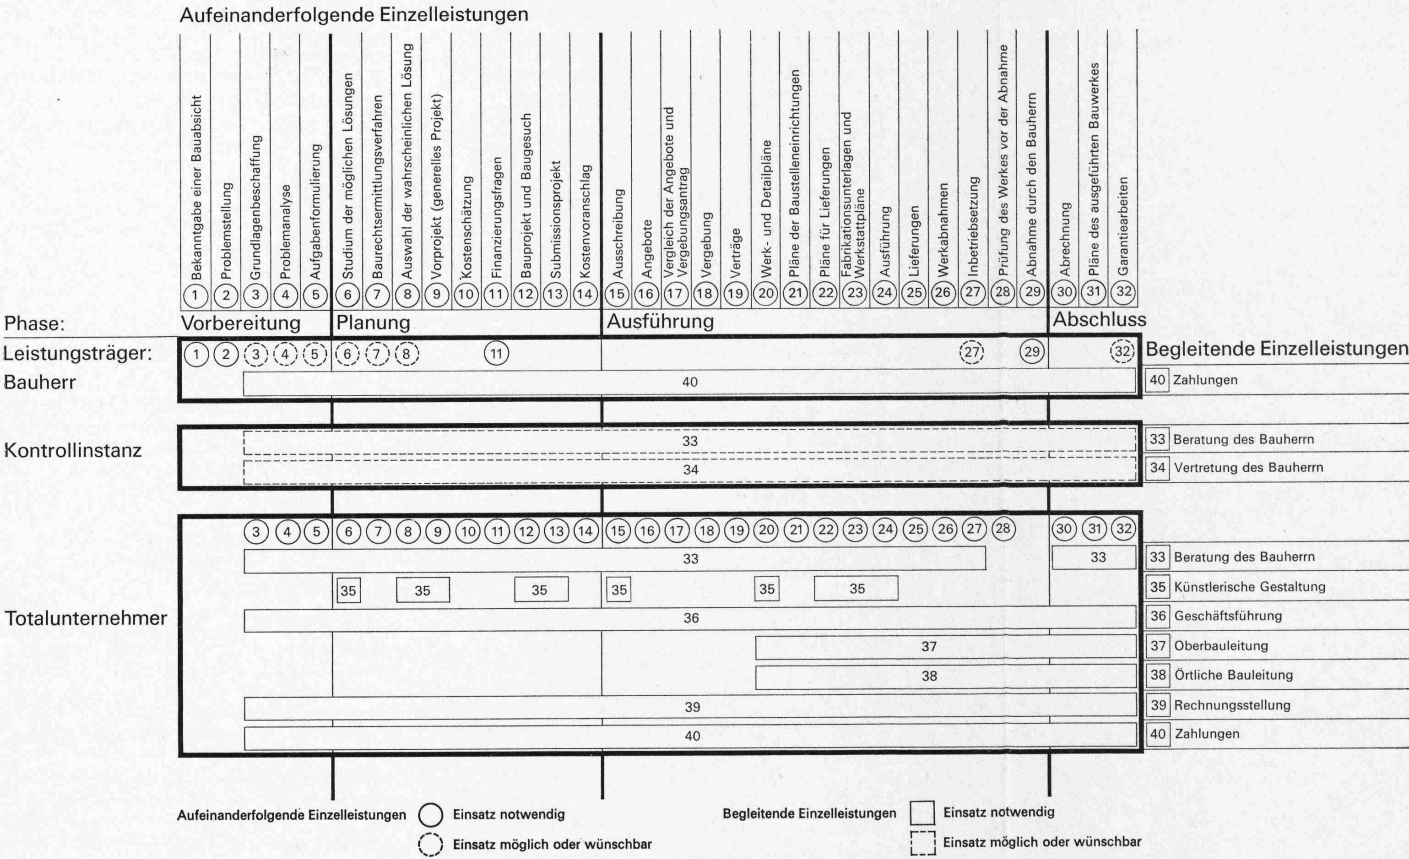 Aufeinanderfolgende Einzelleistungen
Bekanntgabe einer Bauabsicht
Problemstellung
Grundlagenbeschaffung
Problemanalyse
Aufgabenformulierung
Studium der möglichen Lösungen
Baurechtsermittlungsverfahren
Auswahl der wahrscheinlichen Lösung
Vorprojekt (generelles Projekt)
Kostenschätzung
Finanzierungsfragen
Bauprojekt und Baugesuch
Submissionsprojekt
Kostenvoranschlag
Ausschreibung
Angebote
Vergleich der Angebote und
Vergebungsantrag
Vergebung
Verträge
Werk- und Detailpläne
Pläne der Baustelleneinrichtungen
Pläne für Lieferungen
Fabrikationsunterlagen und
Werkstattpläne
Ausführung
Lieferungen
Werkabnahmen
Inbetriebsetzung
Prüfung des Werkes vor der Abnahme
Abnahme durch den Bauherrn
Abrechnung
Pläne des ausgeführten Bauwerkes
Garantiearbeiten
1 2 3 4 5 6 7 8 9 10 11 12 13 14 15 16 17 18 19 20 21 22 23 24 25 26 27 28 29 30 31 32
Phase: Vorbereitung Planung Ausführung Abschluss
Leistungsträger: 1 2 3 4 5 6 7 8 11 27 29 32 Begleitende Einzelleistungen
Bauherr 40 40 Zahlungen
33 33 Beratung des Bauherrn
Kontrollinstanz
34 34 Vertretung des Bauherrn
3 4 5 6 7 8 9 10 11 12 13 14 15 16 17 18 19 20 21 22 23 24 25 26 27 28 30 31 32
33 33 33 Beratung des Bauherrn
35 35 35 35 35 35 35 Künstlerische Gestaltung
Totalunternehmer 36 36 Geschäftsführung
37 37 Oberbauleitung
38 38 Örtliche Bauleitung
39 39 Rechnungsstellung
40 40 Zahlungen
Aufeinanderfolgende Einzelleistungen Einsatz notwendig Begleitende Einzelleistungen Einsatz notwendig
Einsatz möglich oder wünschbar Einsatz möglich oder wünschbar